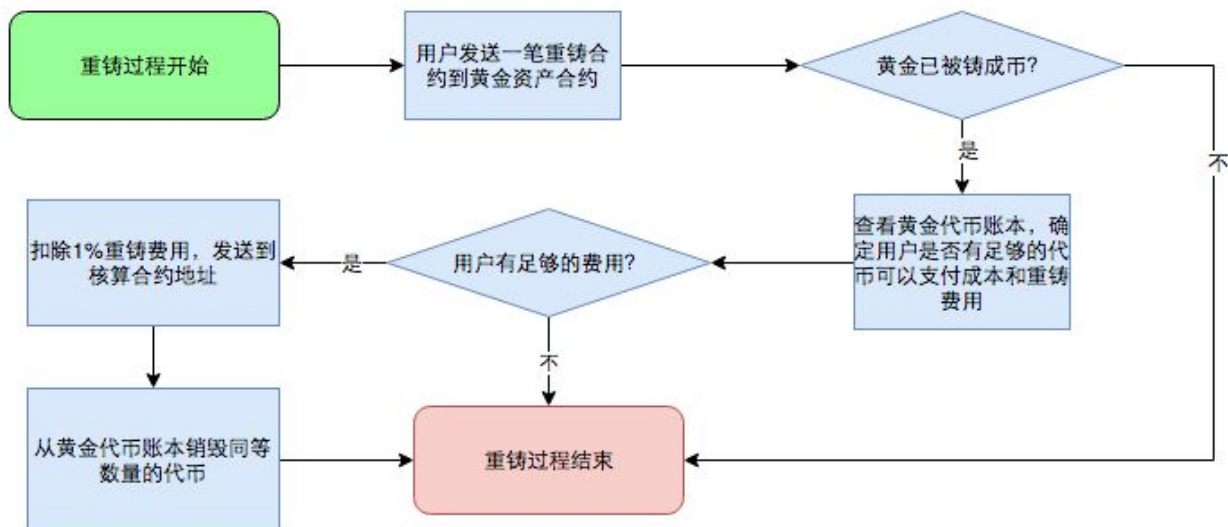 重铸过程开始
用户发送一笔重铸合
约到黄金资产合约
黄金已被铸成币?
是
不
查看黄金代币账本，确
定用户是否有足够的代
币可以支付成本和重铸
费用
用户有足够的费用?
是
不
扣除1%重铸费用，发送到
核算合约地址
从黄金代币账本销毁同等
数量的代币
重铸过程结束